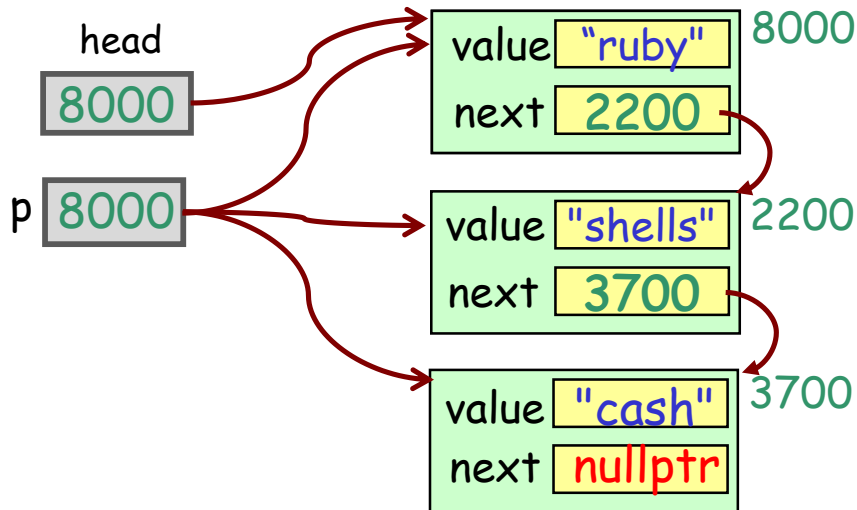 head
8000
p 8000
value “ruby" 8000
next 2200
value "shells" 2200
next 3700
value "cash" 3700
next nullptr